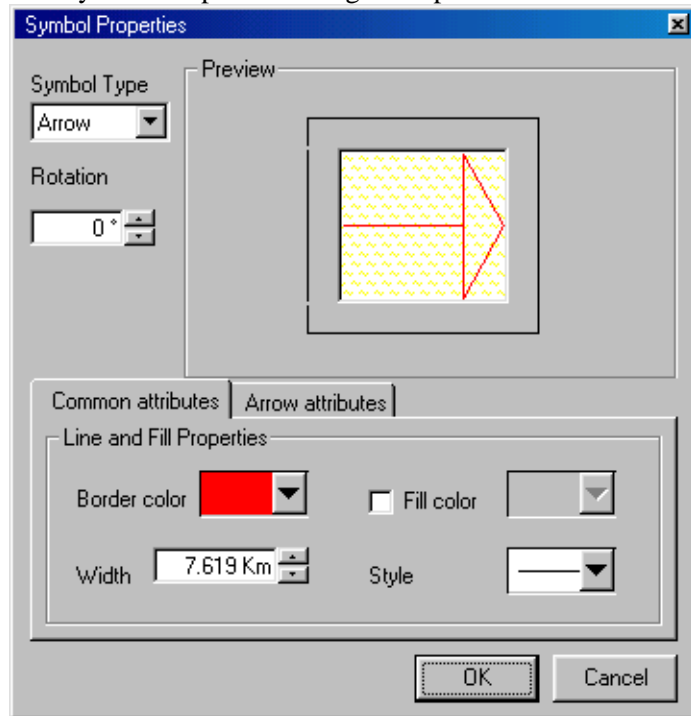 Symbol Properties
Symbol Type
Arrow
Rotation
0 °
Preview
Common attributes
Arrow attributes
Line and Fill Properties
Border color
Fill color
Width
7.619 Km
Style
OK
Cancel